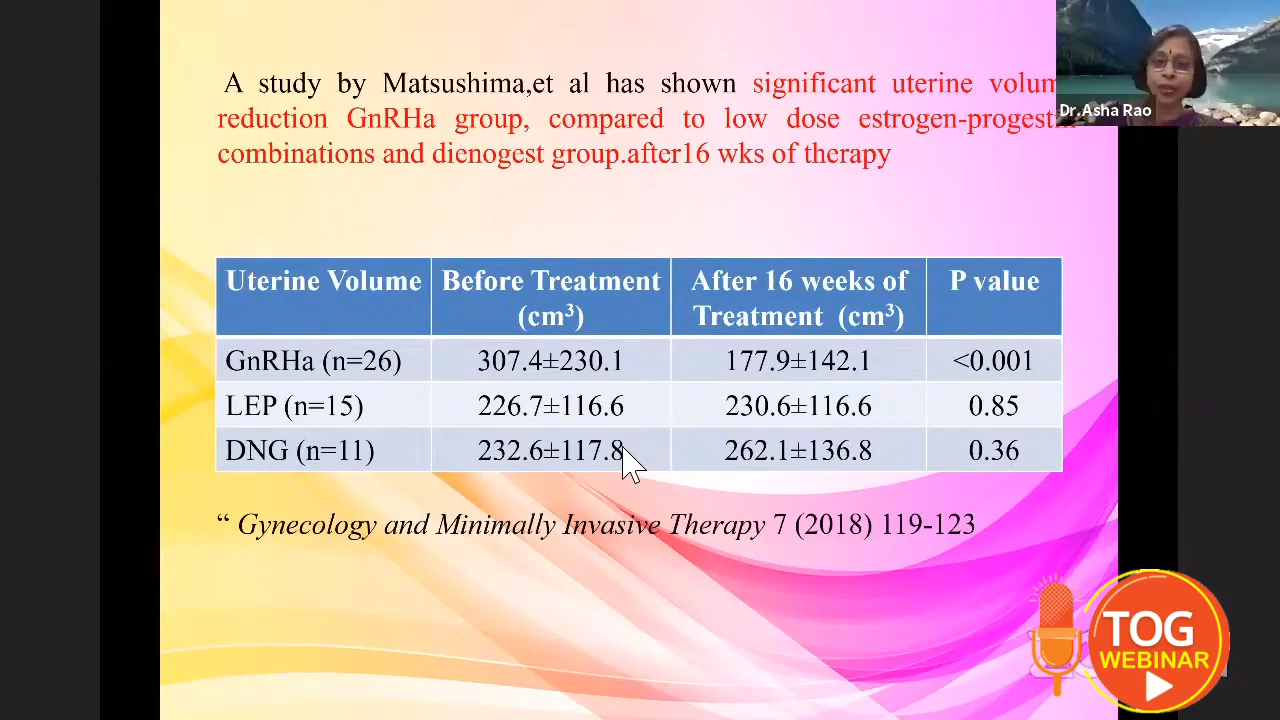 A study by Matsushima,et al has shown significant uterine volum
reduction GnRHa group, compared to low dose estrogen-progest
combinations and dienogest group.after16 wks of therapy
Dr.Asha Rao
Uterine Volume Before Treatment (cm³) After 16 weeks of Treatment (cm³) P value
GnRHa (n=26) 307.4±230.1 177.9±142.1 <0.001
LEP (n=15) 226.7±116.6 230.6±116.6 0.85
DNG (n=11) 232.6±117.8 262.1±136.8 0.36
“ Gynecology and Minimally Invasive Therapy 7 (2018) 119-123
TOG
WEBINAR